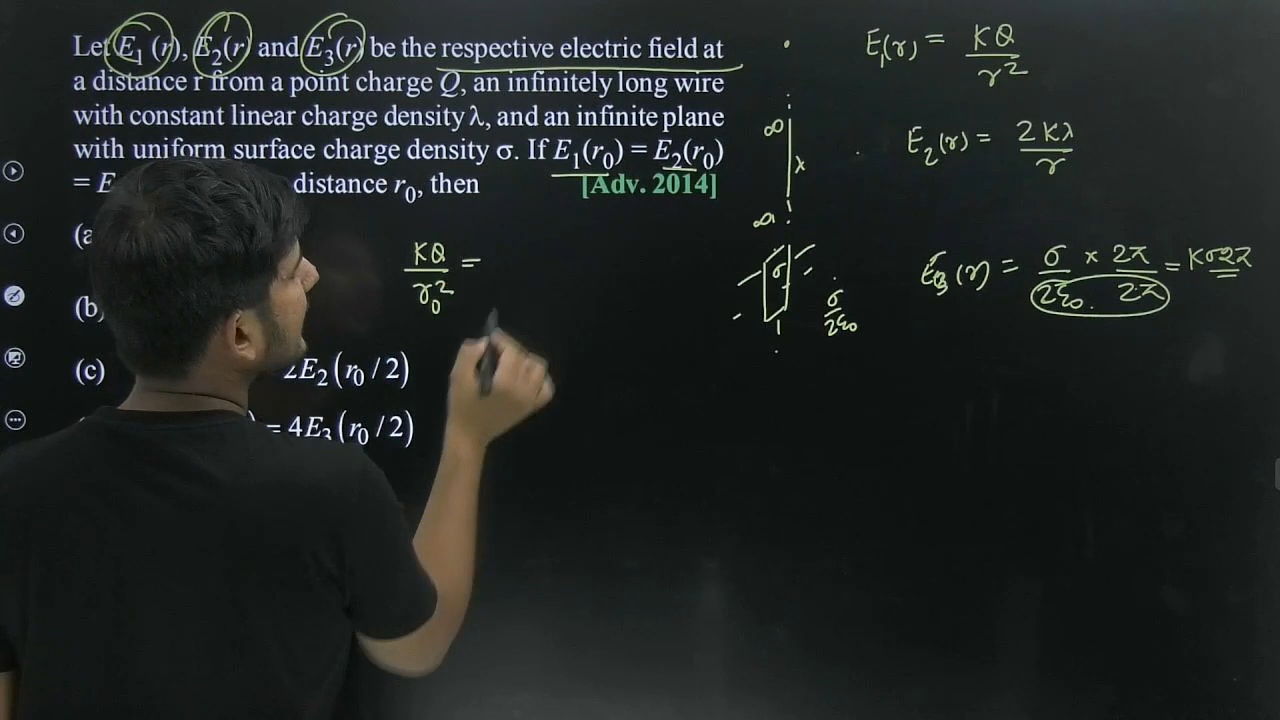 Let E₁(r), E₂(r) and E₃(r) be the respective electric field at
a distance r from a point charge Q, an infinitely long wire
with constant linear charge density λ, and an infinite plane
with uniform surface charge density σ. If E₁(r₀) = E₂(r₀)
= E distance r₀, then [Adv. 2014]
(a
(b)
(c) 2E₂(r₀/2)
) = 4E₃(r₀/2)
KQ/r₀² =
E₁(r) = KQ/r²
∞
λ
∞
E₂(r) = 2Kλ/r
σ
σ/2ε₀
E₃(r) = σ/2ε₀ × 2π/2π = Kσ2π